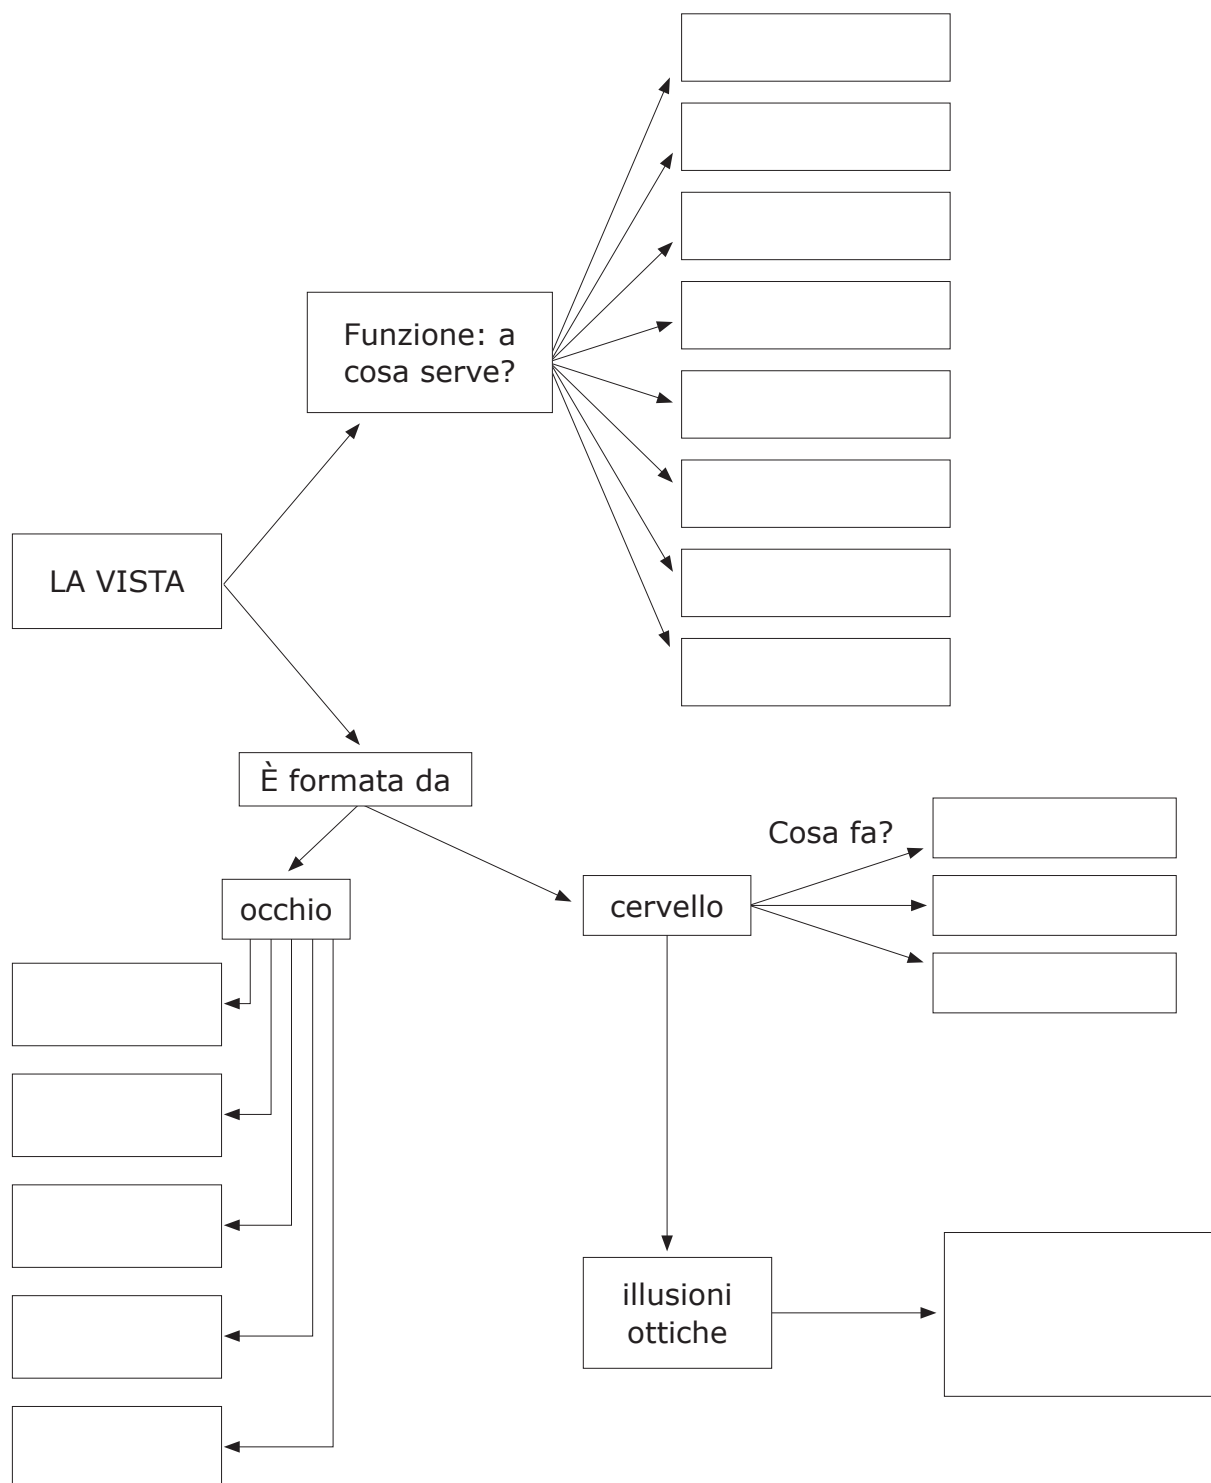 Funzione: a
cosa serve?
LA VISTA
È formata da
Cosa fa?
occhio
cervello
illusioni
ottiche